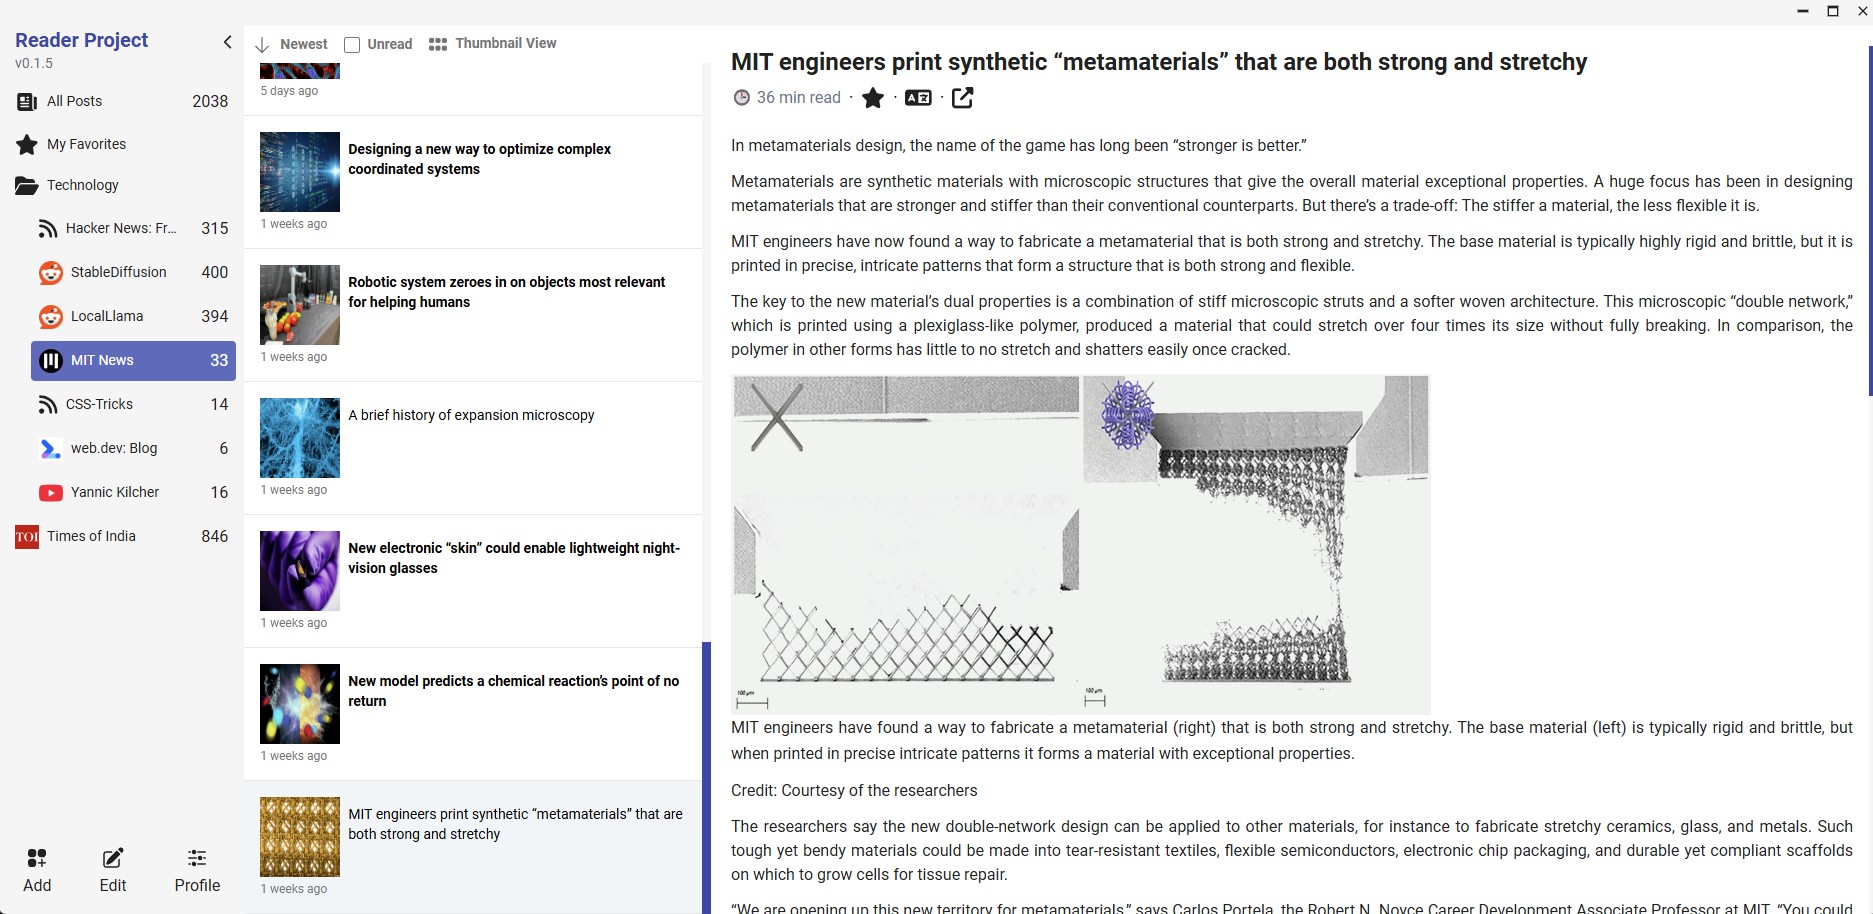 Reader Project
v0.1.5
All Posts 2038
My Favorites
Technology
Hacker News: Fr... 315
StableDiffusion 400
LocalLlama 394
MIT News 33
CSS-Tricks 14
web.dev: Blog 6
Yannic Kilcher 16
TOI Times of India 846
Add Edit Profile
Newest Unread Thumbnail View
5 days ago
Designing a new way to optimize complex
coordinated systems
1 weeks ago
Robotic system zeroes in on objects most relevant
for helping humans
1 weeks ago
A brief history of expansion microscopy
1 weeks ago
New electronic “skin” could enable lightweight night-
vision glasses
1 weeks ago
New model predicts a chemical reaction’s point of no
return
1 weeks ago
MIT engineers print synthetic “metamaterials” that are
both strong and stretchy
1 weeks ago
MIT engineers print synthetic “metamaterials” that are both strong and stretchy
36 min read
In metamaterials design, the name of the game has long been “stronger is better.”
Metamaterials are synthetic materials with microscopic structures that give the overall material exceptional properties. A huge focus has been in designing
metamaterials that are stronger and stiffer than their conventional counterparts. But there’s a trade-off: The stiffer a material, the less flexible it is.
MIT engineers have now found a way to fabricate a metamaterial that is both strong and stretchy. The base material is typically highly rigid and brittle, but it is
printed in precise, intricate patterns that form a structure that is both strong and flexible.
The key to the new material’s dual properties is a combination of stiff microscopic struts and a softer woven architecture. This microscopic “double network,”
which is printed using a plexiglass-like polymer, produced a material that could stretch over four times its size without fully breaking. In comparison, the
polymer in other forms has little to no stretch and shatters easily once cracked.
100 µm
100 µm
MIT engineers have found a way to fabricate a metamaterial (right) that is both strong and stretchy. The base material (left) is typically rigid and brittle, but
when printed in precise intricate patterns it forms a material with exceptional properties.
Credit: Courtesy of the researchers
The researchers say the new double-network design can be applied to other materials, for instance to fabricate stretchy ceramics, glass, and metals. Such
tough yet bendy materials could be made into tear-resistant textiles, flexible semiconductors, electronic chip packaging, and durable yet compliant scaffolds
on which to grow cells for tissue repair.
“We are opening up this new territory for metamaterials,” says Carlos Portela, the Robert N. Noyce Career Development Associate Professor at MIT. “You could